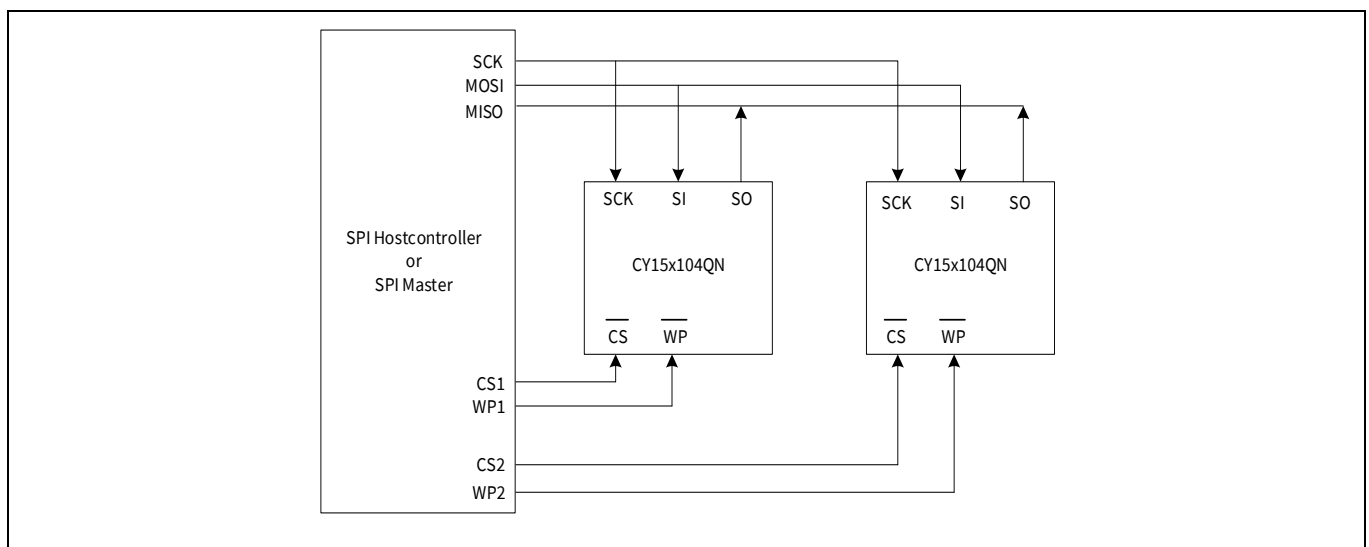 SCK
MOSI
MISO
SPI Hostcontroller
or
SPI Master
CS1
WP1
CS2
WP2
SCK SI SO
CY15x104QN
CS WP
SCK SI SO
CY15x104QN
CS WP